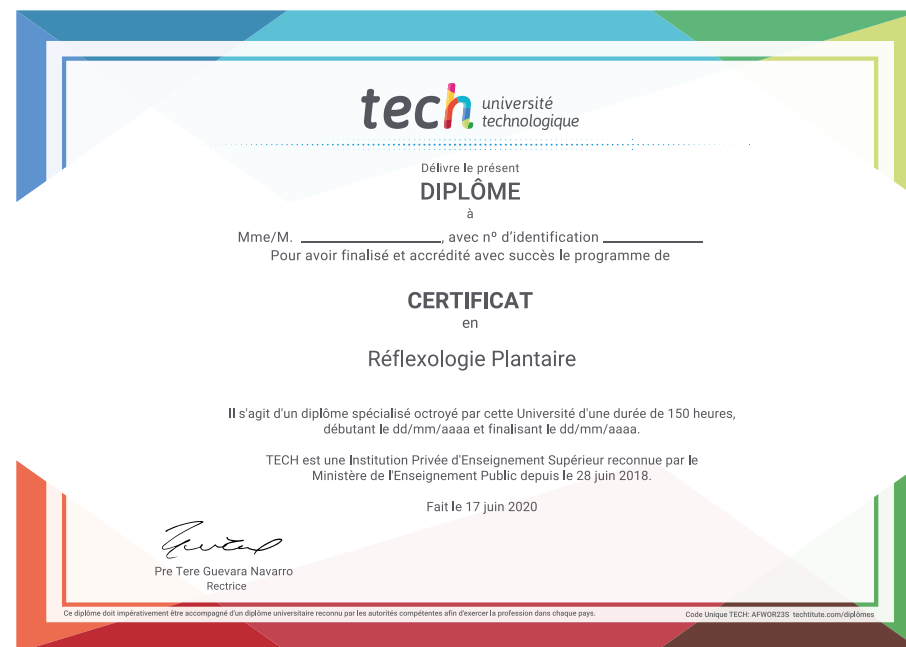 tech université
technologique
Délivre le présent
DIPLÔME
à
Mme/M. ____________________, avec nº d'identification ______________
Pour avoir finalisé et accrédité avec succès le programme de
CERTIFICAT
en
Réflexologie Plantaire
Il s'agit d'un diplôme spécialisé octroyé par cette Université d'une durée de 150 heures,
débutant le dd/mm/aaaa et finalisant le dd/mm/aaaa.
TECH est une Institution Privée d'Enseignement Supérieur reconnue par le
Ministère de l'Enseignement Public depuis le 28 juin 2018.
Fait le 17 juin 2020
Pre Tere Guevara Navarro
Rectrice
Ce diplôme doit impérativement être accompagné d'un diplôme universitaire reconnu par les autorités compétentes afin d'exercer la profession dans chaque pays.
Code Unique TECH: AFWOR23S techtitute.com/diplômes